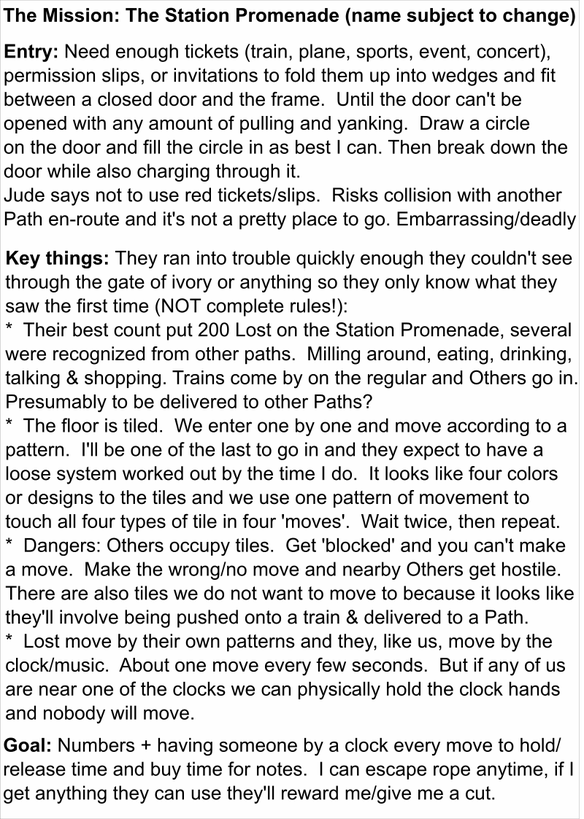 The Mission: The Station Promenade (name subject to change)
Entry: Need enough tickets (train, plane, sports, event, concert),
permission slips, or invitations to fold them up into wedges and fit
between a closed door and the frame.  Until the door can't be
opened with any amount of pulling and yanking.  Draw a circle
on the door and fill the circle in as best I can. Then break down the
door while also charging through it.
Jude says not to use red tickets/slips.  Risks collision with another
Path en-route and it's not a pretty place to go. Embarrassing/deadly
Key things: They ran into trouble quickly enough they couldn't see
through the gate of ivory or anything so they only know what they
saw the first time (NOT complete rules!):
*  Their best count put 200 Lost on the Station Promenade, several
were recognized from other paths.  Milling around, eating, drinking,
talking & shopping. Trains come by on the regular and Others go in.
Presumably to be delivered to other Paths?
*  The floor is tiled.  We enter one by one and move according to a
pattern.  I'll be one of the last to go in and they expect to have a
loose system worked out by the time I do.  It looks like four colors
or designs to the tiles and we use one pattern of movement to
touch all four types of tile in four 'moves'.  Wait twice, then repeat.
*  Dangers: Others occupy tiles.  Get 'blocked' and you can't make
a move.  Make the wrong/no move and nearby Others get hostile.
There are also tiles we do not want to move to because it looks like
they'll involve being pushed onto a train & delivered to a Path.
*  Lost move by their own patterns and they, like us, move by the
clock/music.  About one move every few seconds.  But if any of us
are near one of the clocks we can physically hold the clock hands
and nobody will move.
Goal: Numbers + having someone by a clock every move to hold/
release time and buy time for notes.  I can escape rope anytime, if I
get anything they can use they'll reward me/give me a cut.